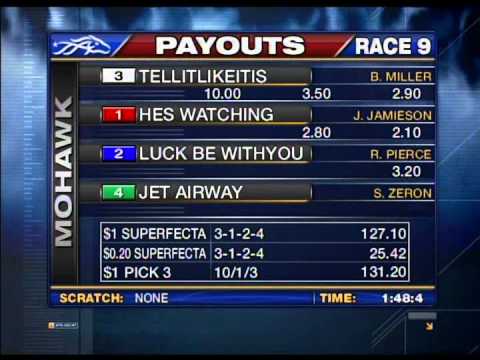 PAYOUTS RACE 9
MOHAWK
3 TELLITLIKEITIS B. MILLER
10.00 3.50 2.90
1 HES WATCHING J. JAMIESON
2.80 2.10
2 LUCK BE WITHYOU R. PIERCE
3.20
4 JET AIRWAY S. ZERON
$1 SUPERFECTA 3-1-2-4 127.10
$0.20 SUPERFECTA 3-1-2-4 25.42
$1 PICK 3 10/1/3 131.20
SCRATCH: NONE TIME: 1:48:4